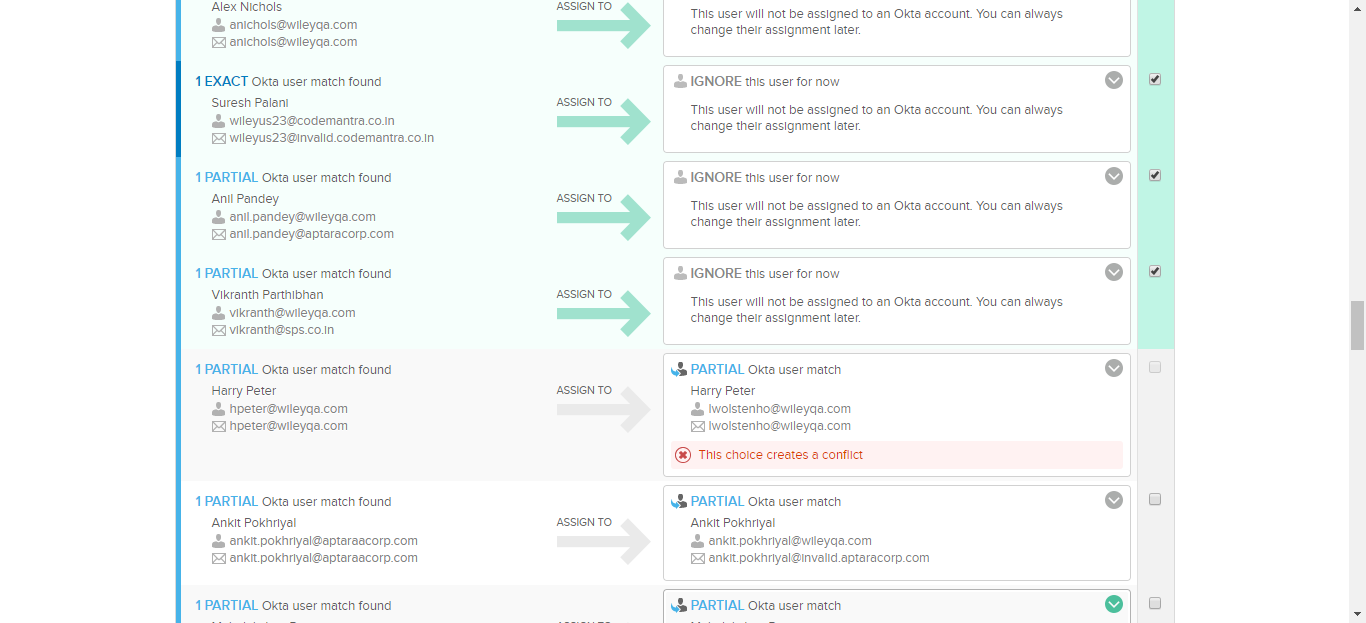 Alex Nichols
anichols@wileyqa.com
anichols@wileyqa.com
ASSIGN TO
This user will not be assigned to an Okta account. You can always
change their assignment later.
1 EXACT Okta user match found
Suresh Palani
wileyus23@codemantra.co.in
wileyus23@invalid.codemantra.co.in
ASSIGN TO
IGNORE this user for now
This user will not be assigned to an Okta account. You can always
change their assignment later.
1 PARTIAL Okta user match found
Anil Pandey
anil.pandey@wileyqa.com
anil.pandey@aptaracorp.com
ASSIGN TO
IGNORE this user for now
This user will not be assigned to an Okta account. You can always
change their assignment later.
1 PARTIAL Okta user match found
Vikranth Parthibhan
vikranth@wileyqa.com
vikranth@sps.co.in
ASSIGN TO
IGNORE this user for now
This user will not be assigned to an Okta account. You can always
change their assignment later.
1 PARTIAL Okta user match found
Harry Peter
hpeter@wileyqa.com
hpeter@wileyqa.com
ASSIGN TO
PARTIAL Okta user match
Harry Peter
lwolstenho@wileyqa.com
lwolstenho@wileyqa.com
This choice creates a conflict
1 PARTIAL Okta user match found
Ankit Pokhriyal
ankit.pokhriyal@aptaraacorp.com
ankit.pokhriyal@aptaraacorp.com
ASSIGN TO
PARTIAL Okta user match
Ankit Pokhriyal
ankit.pokhriyal@wileyqa.com
ankit.pokhriyal@invalid.aptaracorp.com
1 PARTIAL Okta user match found
PARTIAL Okta user match